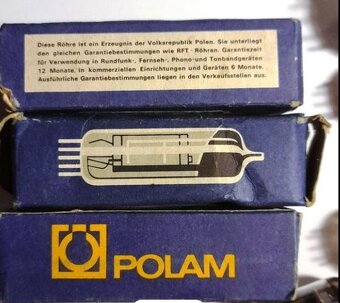 Diese Röhre ist ein Erzeugnis der Volksrepublik Polen. Sie unterliegt
den gleichen Garantiebestimmungen wie RFT - Röhren. Garantiezeit
für Verwendung in Rundfunk-, Fernseh-, Phono- und Tonbandgeräten
12 Monate, in kommerziellen Einrichtungen und Geräten 6 Monate.
Ausführliche Garantiebestimmungen liegen in den Verkaufsstellen aus.
POLAM